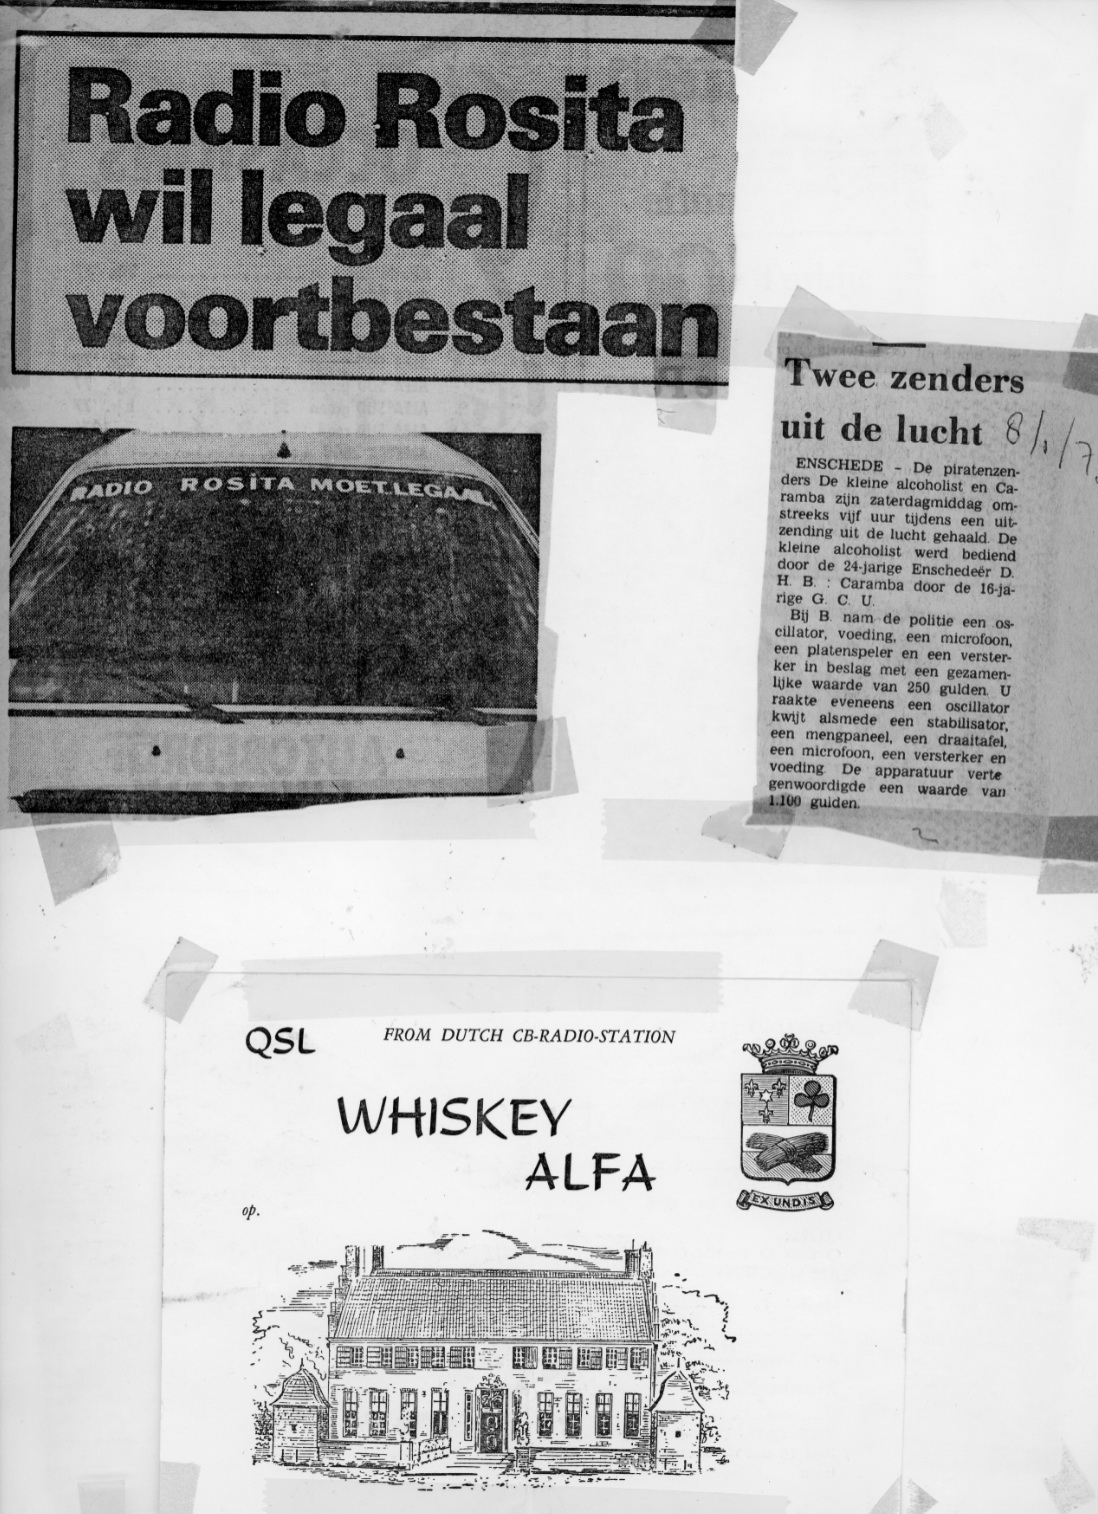 Radio Rosita
wil legaal
voortbestaan
RADIO ROSITA MOET LEGAAL
Twee zenders
uit de lucht
8/1/7
ENSCHEDE - De piratenzen-
ders De kleine alcoholist en Ca-
ramba zijn zaterdagmiddag om-
streeks vijf uur tijdens een uit-
zending uit de lucht gehaald. De
kleine alcoholist werd bediend
door de 24-jarige Enschedeër D.
H. B. : Caramba door de 16-ja-
rige G. C. U.
Bij B. nam de politie een os-
cillator, voeding, een microfoon,
een platenspeler en een verster-
ker in beslag met een gezamen-
lijke waarde van 250 gulden. U
raakte eveneens een oscillator
kwijt alsmede een stabilisator,
een mengpaneel, een draaitafel,
een microfoon, een versterker en
voeding. De apparatuur verte
genwoordigde een waarde van
1.100 gulden.
QSL FROM DUTCH CB-RADIO-STATION
WHISKEY
ALFA
EX UNDIS
op.